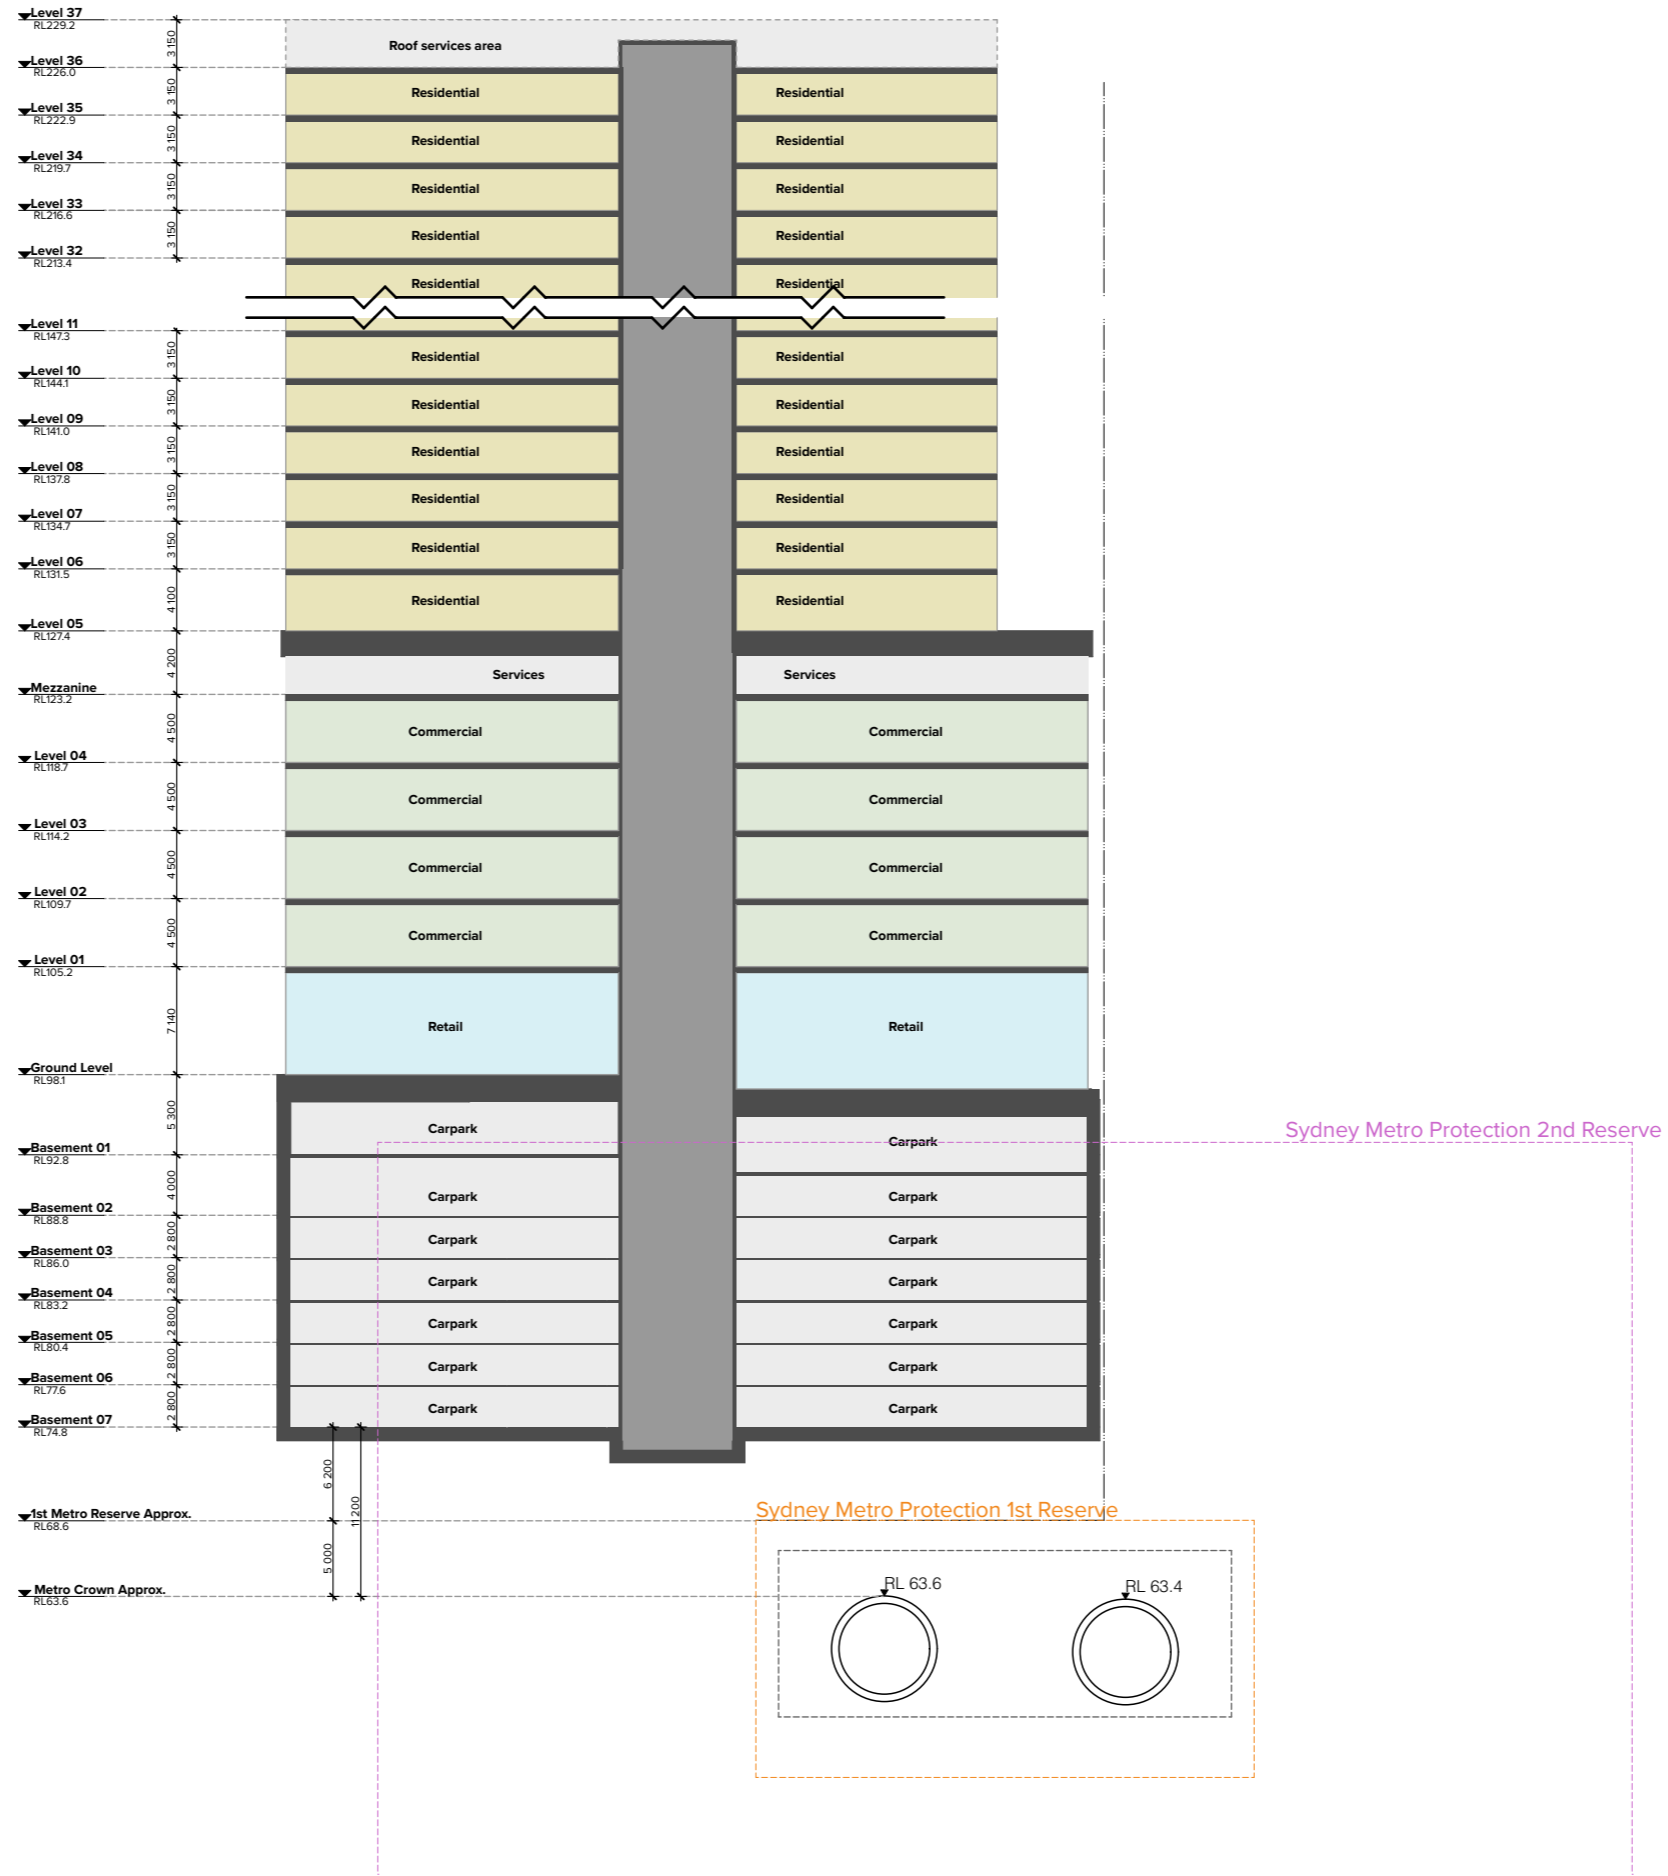 Level 37
RL229.2
3 150
Roof services area
Level 36
RL226.0
3 150
Residential Residential
Level 35
RL222.9
3 150
Residential Residential
Level 34
RL219.7
3 150
Residential Residential
Level 33
RL216.6
3 150
Residential Residential
Level 32
RL213.4
Residential Residential
Level 11
RL147.3
3 150
Residential Residential
Level 10
RL144.1
3 150
Residential Residential
Level 09
RL141.0
3 150
Residential Residential
Level 08
RL137.8
3 150
Residential Residential
Level 07
RL134.7
3 150
Residential Residential
Level 06
RL131.5
4 100
Residential Residential
Level 05
RL127.4
4 200
Services Services
Mezzanine
RL123.2
4 500
Commercial Commercial
Level 04
RL118.7
4 500
Commercial Commercial
Level 03
RL114.2
4 500
Commercial Commercial
Level 02
RL109.7
4 500
Commercial Commercial
Level 01
RL105.2
7 140
Retail Retail
Ground Level
RL98.1
5 300
Carpark Carpark
Sydney Metro Protection 2nd Reserve
Basement 01
RL92.8
4 000
Carpark Carpark
Basement 02
RL88.8
2 800
Carpark Carpark
Basement 03
RL86.0
2 800
Carpark Carpark
Basement 04
RL83.2
2 800
Carpark Carpark
Basement 05
RL80.4
2 800
Carpark Carpark
Basement 06
RL77.6
2 800
Carpark Carpark
Basement 07
RL74.8
6 200
11 200
1st Metro Reserve Approx.
RL68.6
Sydney Metro Protection 1st Reserve
5 000
Metro Crown Approx.
RL63.6
RL 63.6
RL 63.4